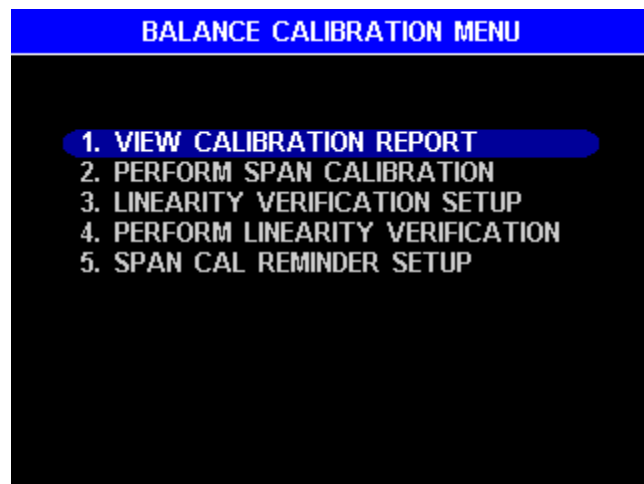 BALANCE CALIBRATION MENU
1. VIEW CALIBRATION REPORT
2. PERFORM SPAN CALIBRATION
3. LINEARITY VERIFICATION SETUP
4. PERFORM LINEARITY VERIFICATION
5. SPAN CAL REMINDER SETUP